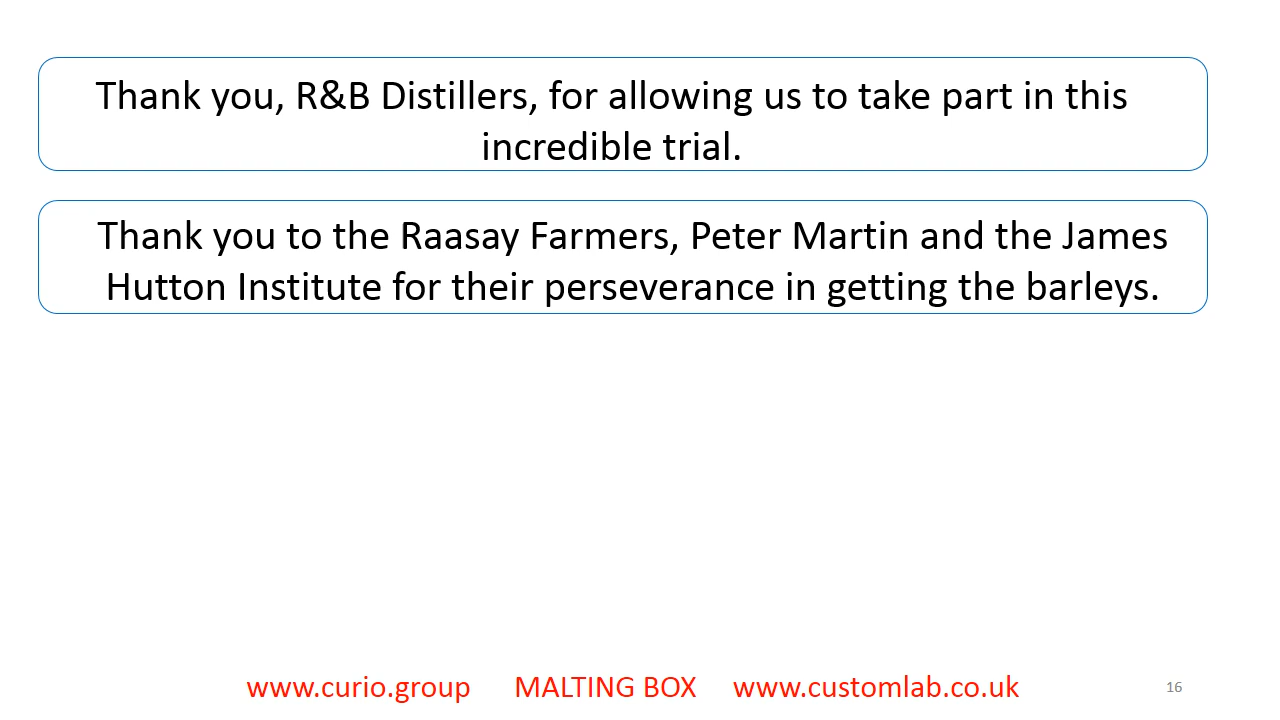 Thank you, R&B Distillers, for allowing us to take part in this
incredible trial.
Thank you to the Raasay Farmers, Peter Martin and the James
Hutton Institute for their perseverance in getting the barleys.
www.curio.group MALTING BOX www.customlab.co.uk 16